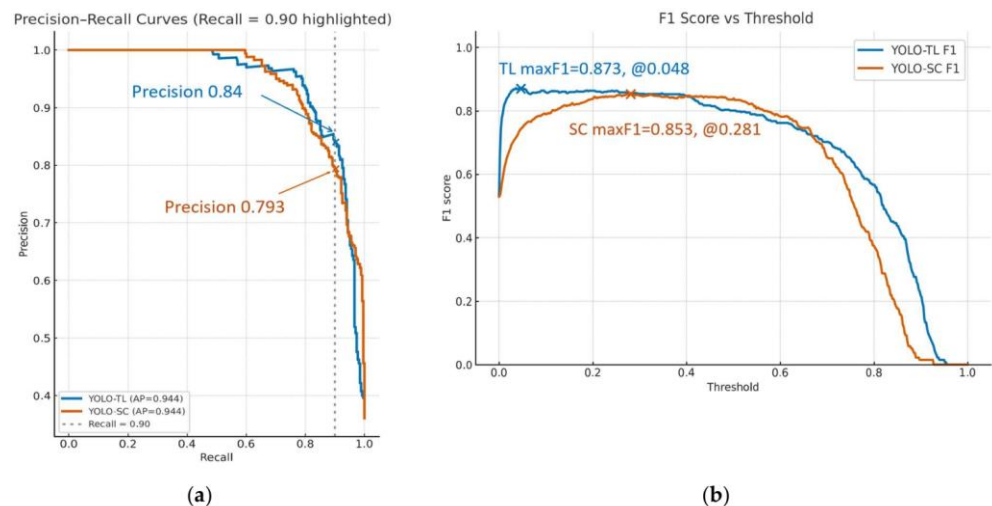 Precision–Recall Curves (Recall = 0.90 highlighted)
1.0
0.9
0.8
0.7
0.6
0.5
0.4
Precision
Precision 0.84
Precision 0.793
YOLO-TL (AP=0.944)
YOLO-SC (AP=0.944)
Recall = 0.90
0.0 0.2 0.4 0.6 0.8 1.0
Recall
(a)
F1 Score vs Threshold
1.0
0.8
0.6
0.4
0.2
0.0
F1 score
TL maxF1=0.873, @0.048
SC maxF1=0.853, @0.281
YOLO-TL F1
YOLO-SC F1
0.0 0.2 0.4 0.6 0.8 1.0
Threshold
(b)